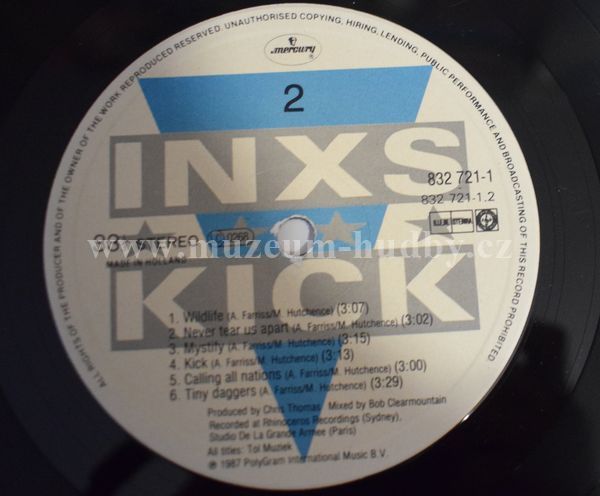 ALL RIGHTS OF THE PRODUCER AND OF THE OWNER OF THE WORK REPRODUCED RESERVED. UNAUTHORISED COPYING, HIRING, LENDING, PUBLIC PERFORMANCE AND BROADCASTING OF THIS RECORD PROHIBITED
mercury
2
INXS
832 721-1
832 721-1.2
33 STEREO
MADE IN HOLLAND
www.muzeum-hudby.cz
KICK
1. Wildlife (A. Farriss/M. Hutchence) (3:07)
2. Never tear us apart (A. Farriss/M. Hutchence) (3:02)
3. Mystify (A. Farriss/M. Hutchence) (3:15)
4. Kick (A. Farriss/M. Hutchence) (3:13)
5. Calling all nations (A. Farriss/M. Hutchence) (3:00)
6. Tiny daggers (A. Farriss/M. Hutchence) (3:29)
Produced by Chris Thomas Mixed by Bob Clearmountain
Recorded at Rhinoceros Recordings (Sydney),
Studio De La Grande Armee (Paris)
All titles: Tol Muziek
℗ 1987 PolyGram International Music B.V.